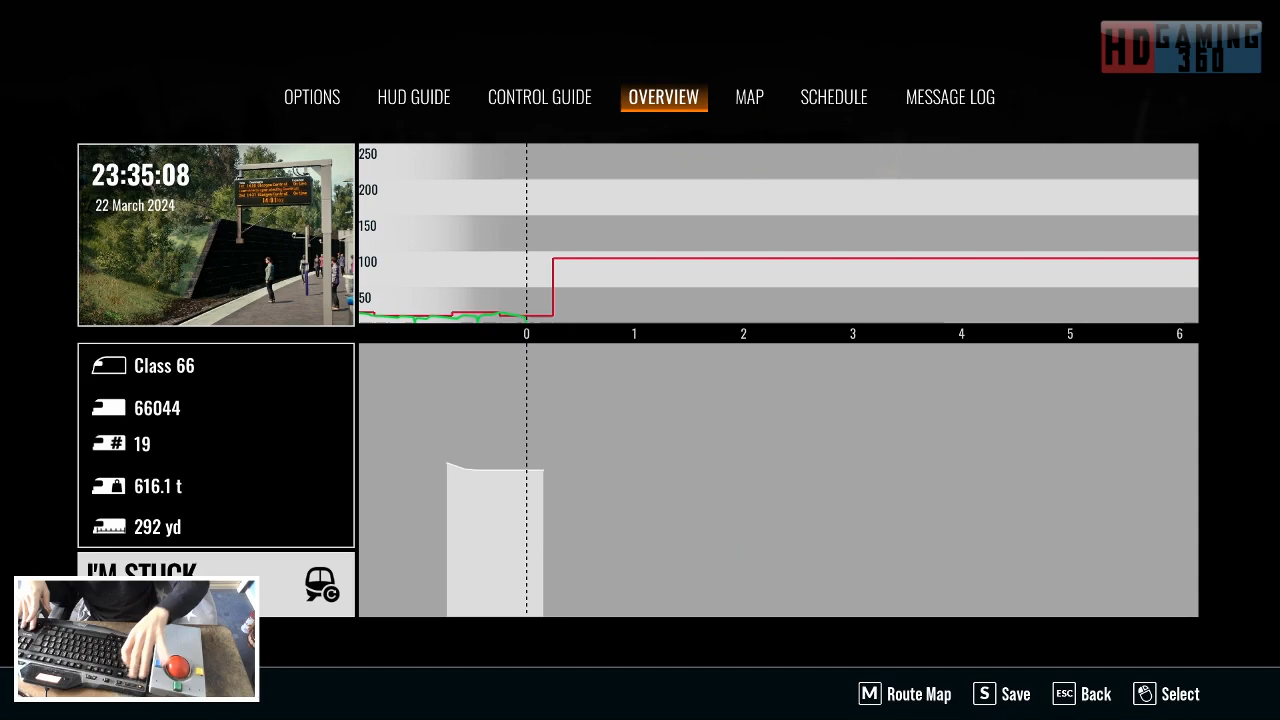 HD GAMING 360
OPTIONS HUD GUIDE CONTROL GUIDE OVERVIEW MAP SCHEDULE MESSAGE LOG
23:35:08
22 March 2024
250
200
150
100
50
0 1 2 3 4 5 6
Class 66
66044
# 19
616.1 t
292 yd
I'M STUCK
C
M Route Map S Save ESC Back Select